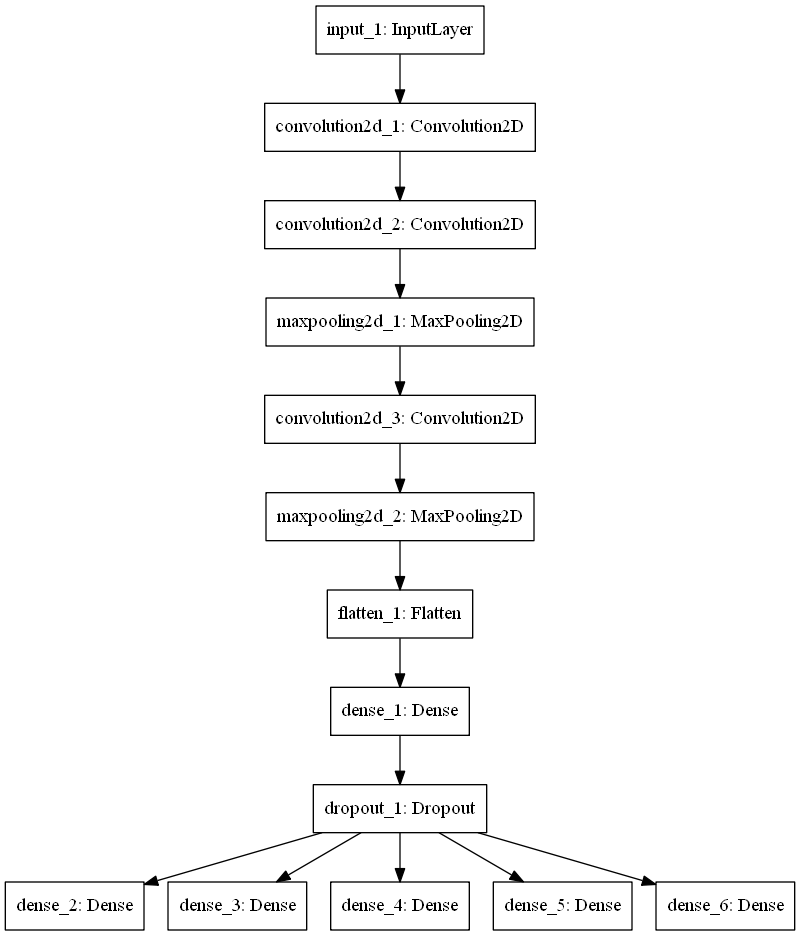 input_1: InputLayer
convolution2d_1: Convolution2D
convolution2d_2: Convolution2D
maxpooling2d_1: MaxPooling2D
convolution2d_3: Convolution2D
maxpooling2d_2: MaxPooling2D
flatten_1: Flatten
dense_1: Dense
dropout_1: Dropout
dense_2: Dense
dense_3: Dense
dense_4: Dense
dense_5: Dense
dense_6: Dense